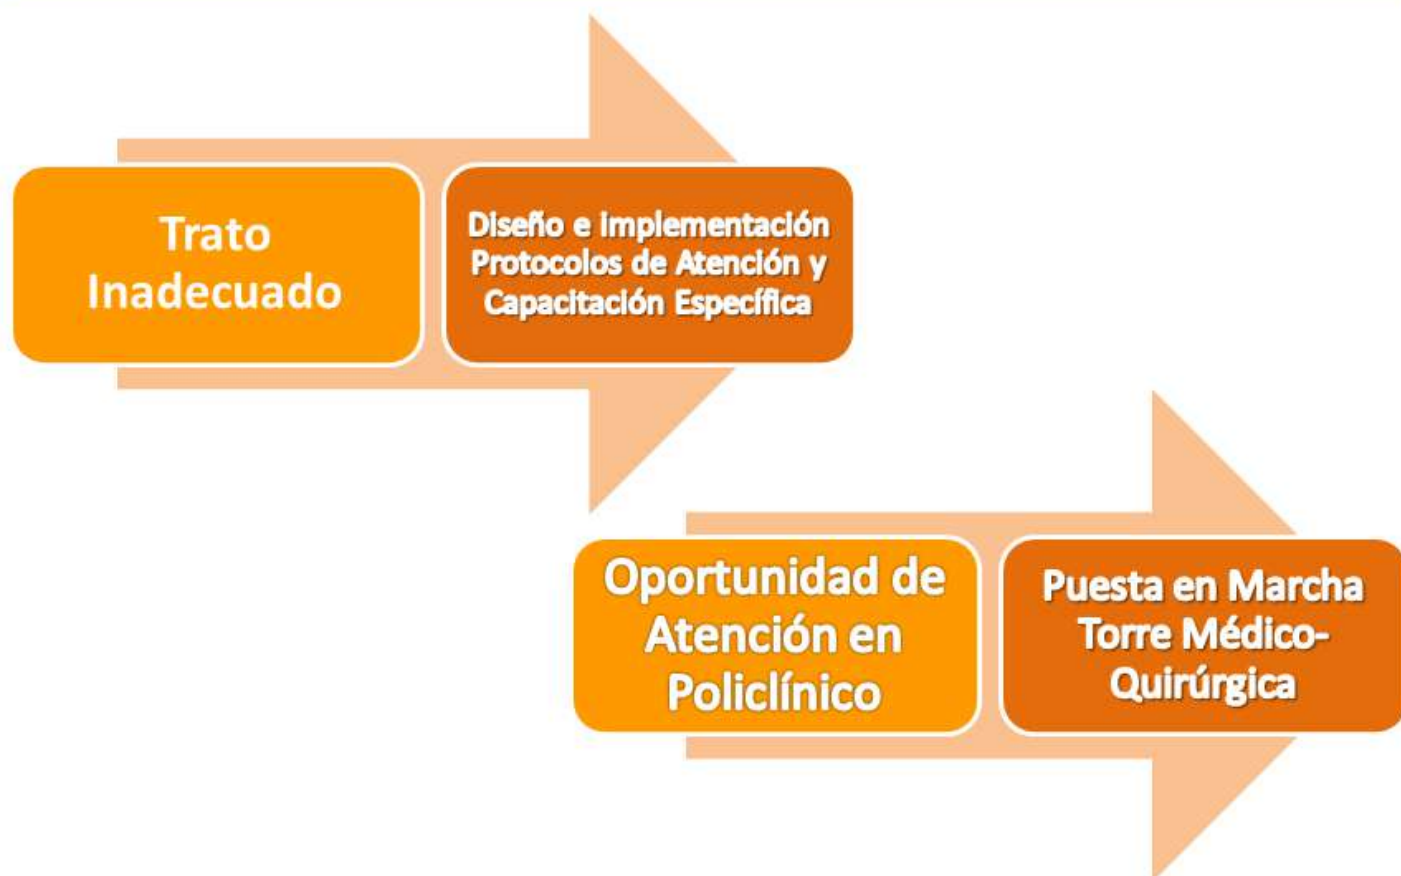 Trato
Inadecuado
Diseño e Implementación
Protocolos de Atención y
Capacitación Específica
Oportunidad de
Atención en
Policlínico
Puesta en Marcha
Torre Médico-
Quirúrgica